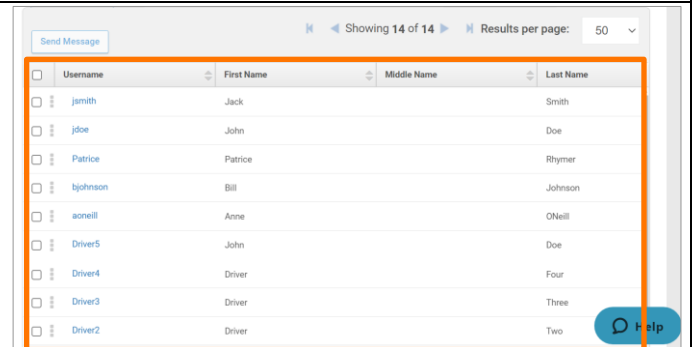 Send Message Showing 14 of 14 Results per page: 50
Username First Name Middle Name Last Name
jsmith Jack Smith
jdoe John Doe
Patrice Patrice Rhymer
bjohnson Bill Johnson
aoneill Anne ONeill
Driver5 John Doe
Driver4 Driver Four
Driver3 Driver Three
Driver2 Driver Two
Help